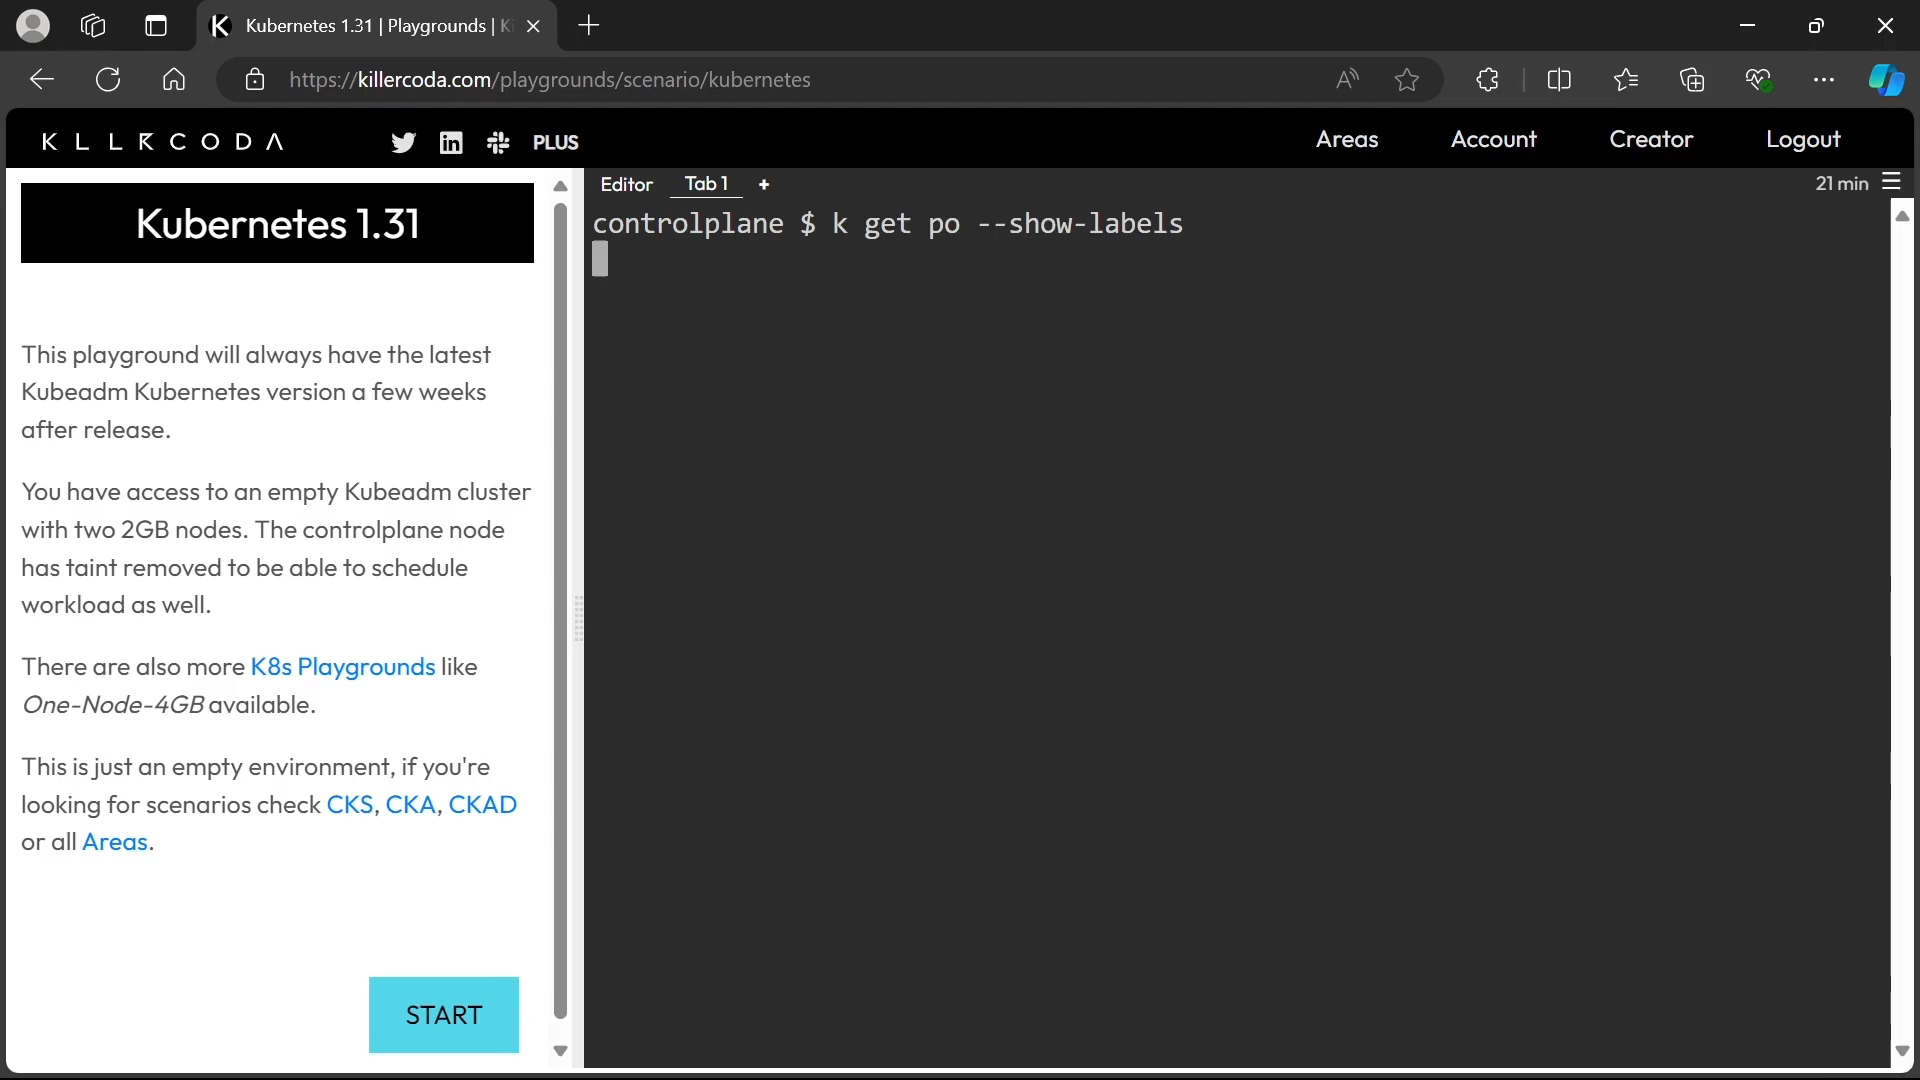 Kubernetes 1.31 | Playgrounds | K
https://killercoda.com/playgrounds/scenario/kubernetes
KILLERCODA PLUS Areas Account Creator Logout
Kubernetes 1.31
This playground will always have the latest
Kubeadm Kubernetes version a few weeks
after release.
You have access to an empty Kubeadm cluster
with two 2GB nodes. The controlplane node
has taint removed to be able to schedule
workload as well.
There are also more K8s Playgrounds like
One-Node-4GB available.
This is just an empty environment, if you're
looking for scenarios check CKS, CKA, CKAD
or all Areas.
START
Editor Tab 1 + 21 min
controlplane $ k get po --show-labels